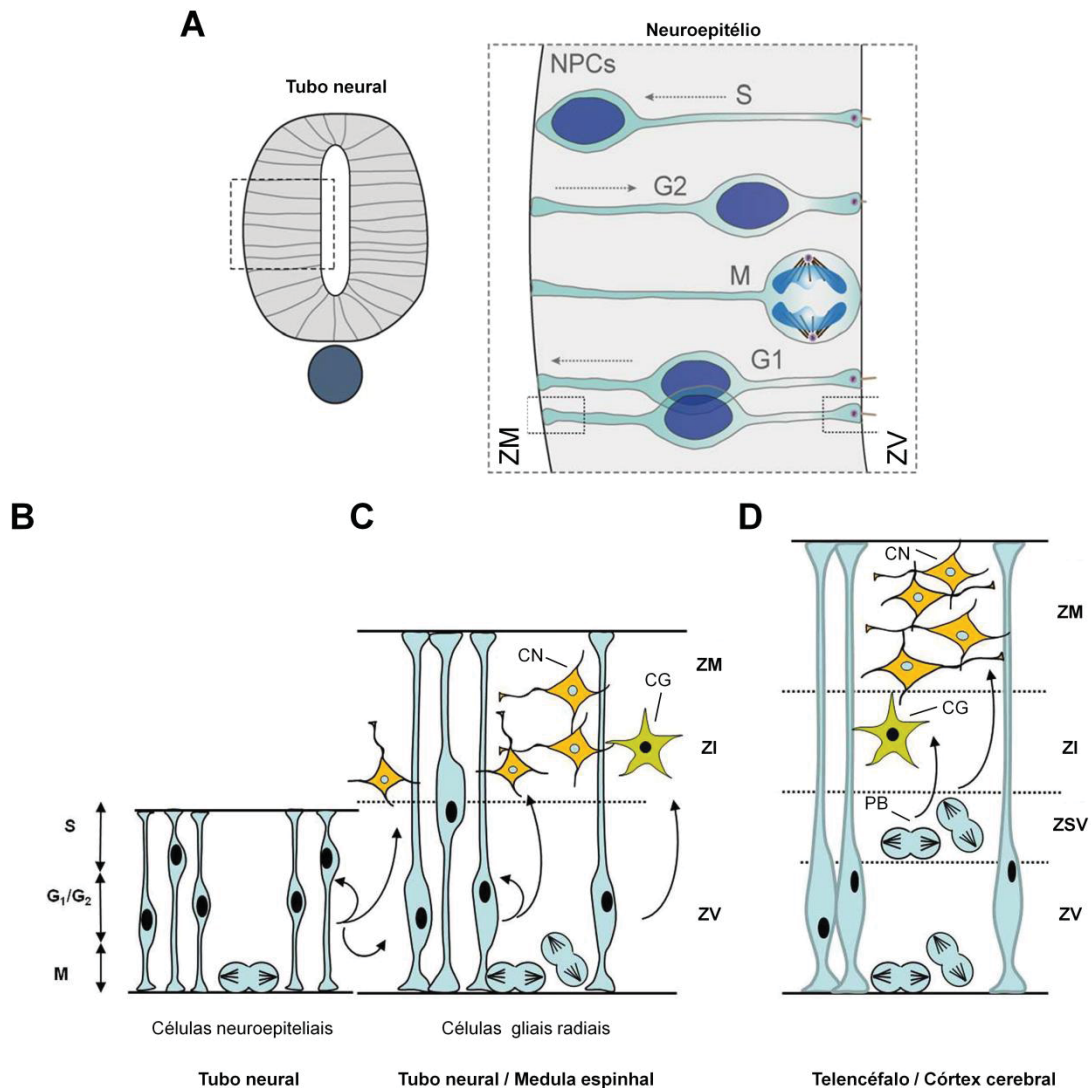 A
Tubo neural
Neuroepitélio
NPCs
S
G2
M
G1
ZM
ZV
B
C
D
S
G1/G2
M
CN
CG
ZM
ZI
ZV
CN
CG
PB
ZM
ZI
ZSV
ZV
Células neuroepiteliais
Células gliais radiais
Tubo neural
Tubo neural / Medula espinhal
Telencéfalo / Córtex cerebral